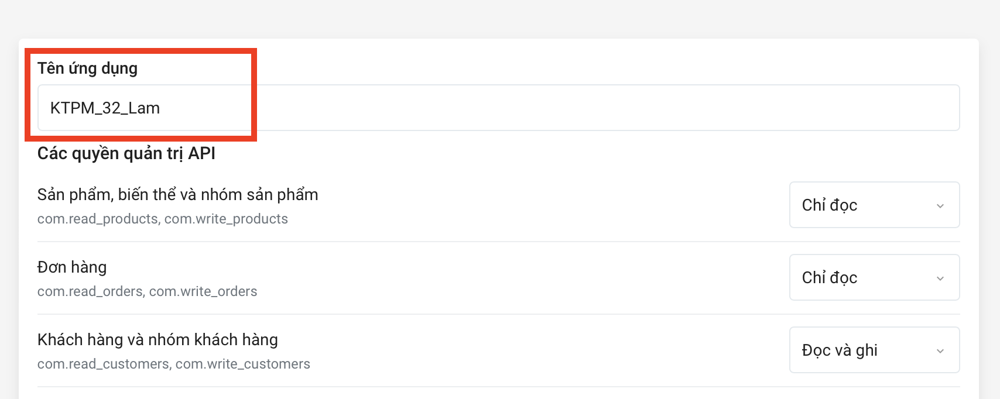 Tên ứng dụng
KTPM_32_Lam
Các quyền quản trị API
Sản phẩm, biến thể và nhóm sản phẩm
com.read_products, com.write_products
Chỉ đọc
Đơn hàng
com.read_orders, com.write_orders
Chỉ đọc
Khách hàng và nhóm khách hàng
com.read_customers, com.write_customers
Đọc và ghi